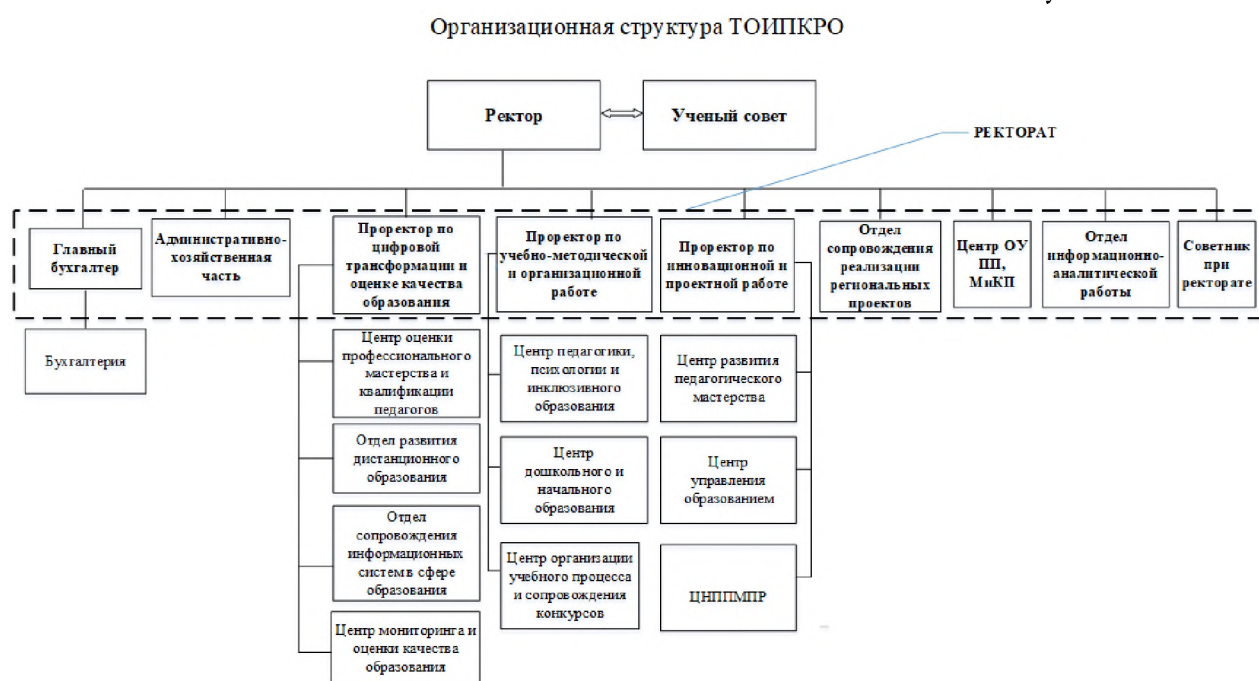 Организационная структура ТОИПКРО
Ректор
Ученый совет
РЕКТОРАТ
Главный
бухгалтер
Административно-
хозяйственная
часть
Проректор по
цифровой
трансформации и
оценке качества
образования
Проректор по
учебно-методической
и организационной
работе
Проректор по
инновационной и
проектной работе
Отдел
сопровождения
реализации
региональных
проектов
Центр ОУ
ПП,
МиКП
Отдел
информационно-
аналитической
работы
Советник
при
ректорате
Бухгалтерия
Центр оценки
профессионального
мастерства и
квалификации
педагогов
Центр педагогики,
психологии и
инклюзивного
образования
Центр развития
педагогического
мастерства
Отдел развития
дистанционного
образования
Центр
дошкольного и
начального
образования
Центр
управления
образованием
Отдел
сопровождения
информационных
систем в сфере
образования
Центр организации
учебного процесса
и сопровождения
конкурсов
ЦНППМПР
Центр мониторинга и
оценки качества
образования